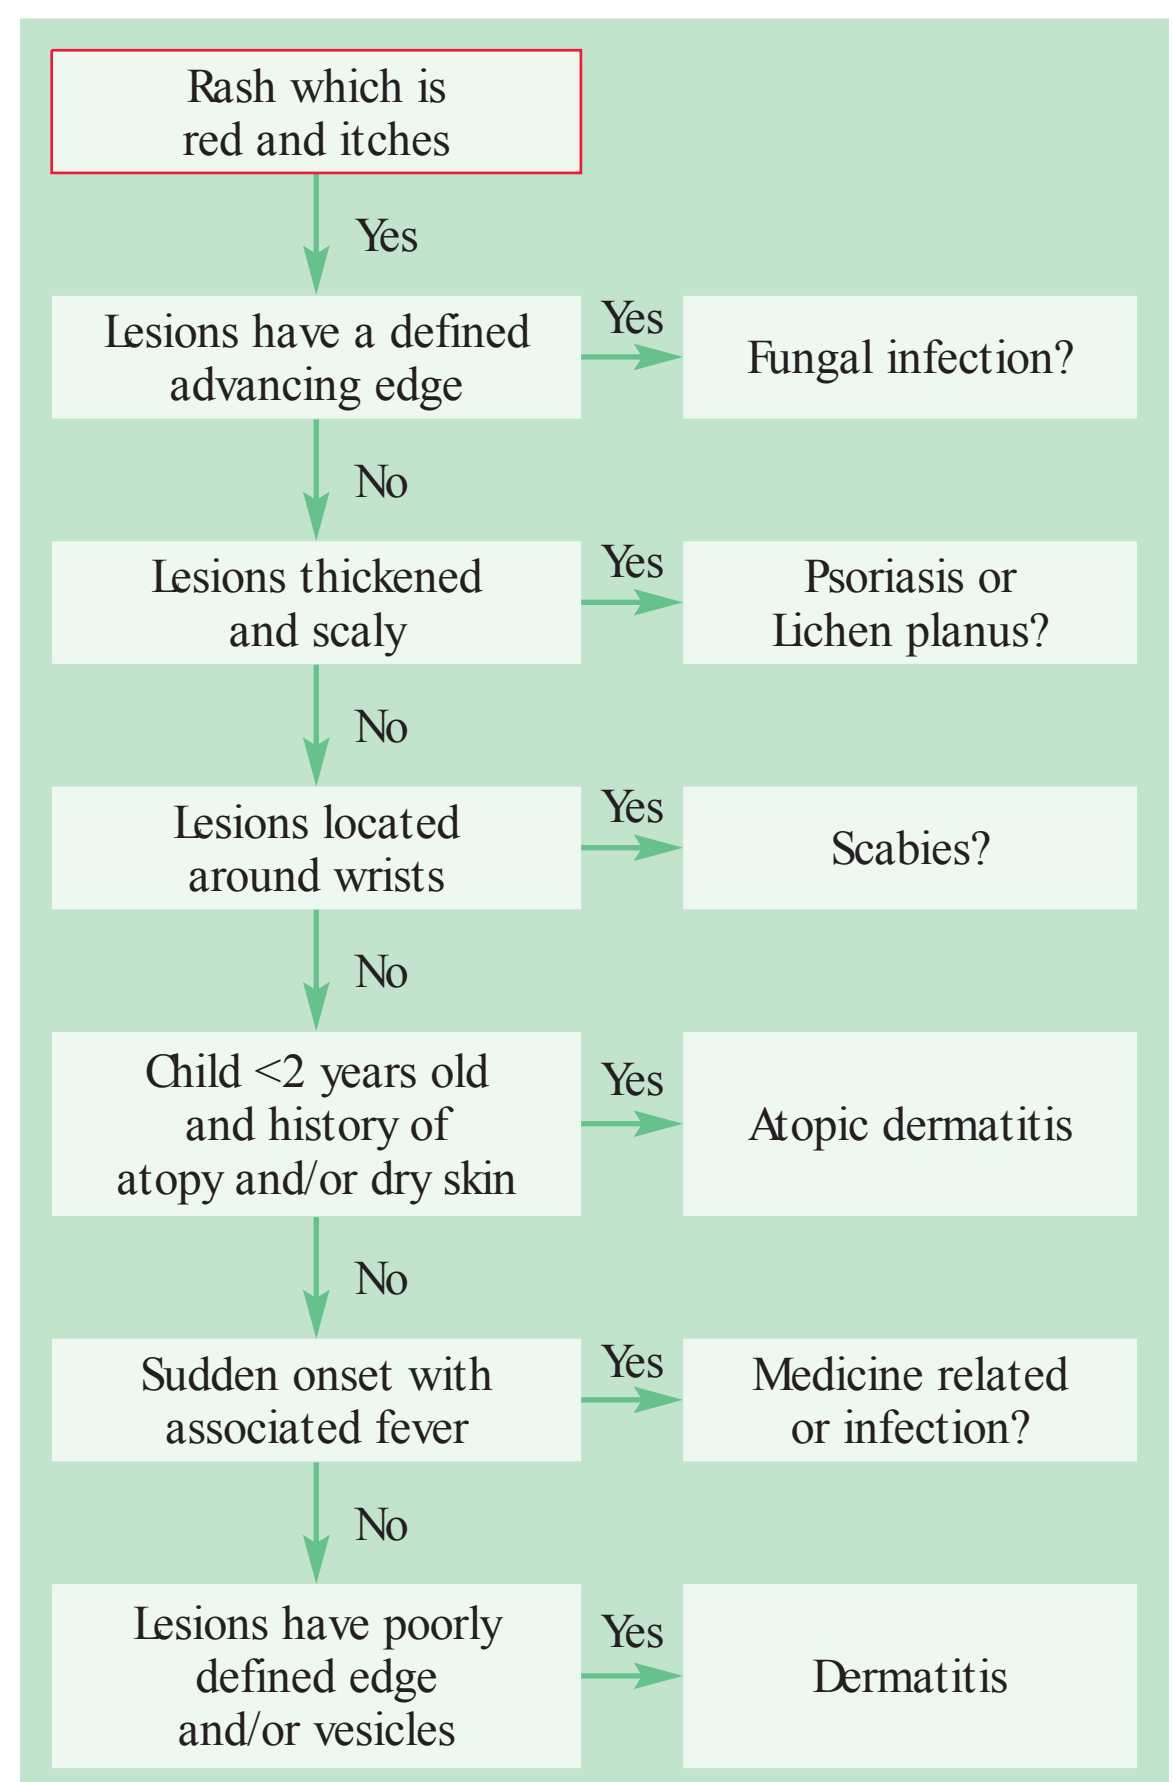 Rash which is
red and itches
Yes
Lesions have a defined
advancing edge
Yes
Fungal infection?
No
Lesions thickened
and scaly
Yes
Psoriasis or
Lichen planus?
No
Lesions located
around wrists
Yes
Scabies?
No
Child <2 years old
and history of
atopy and/or dry skin
Yes
Atopic dermatitis
No
Sudden onset with
associated fever
Yes
Medicine related
or infection?
No
Lesions have poorly
defined edge
and/or vesicles
Yes
Dermatitis